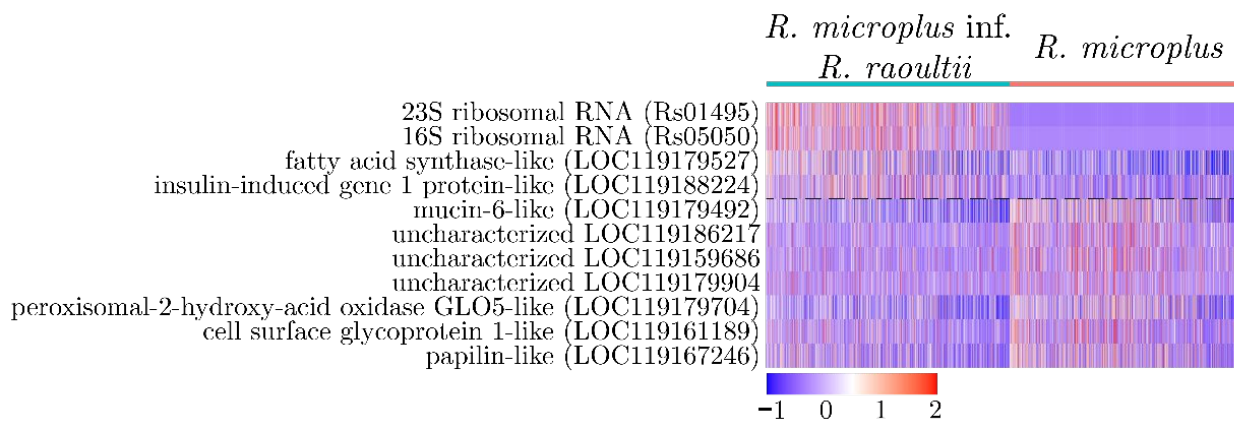 R. microplus inf.
R. raoultii
R. microplus
23S ribosomal RNA (Rs01495)
16S ribosomal RNA (Rs05050)
fatty acid synthase-like (LOC119179527)
insulin-induced gene 1 protein-like (LOC119188224)
mucin-6-like (LOC119179492)
uncharacterized LOC119186217
uncharacterized LOC119159686
uncharacterized LOC119179904
peroxisomal-2-hydroxy-acid oxidase GLO5-like (LOC119179704)
cell surface glycoprotein 1-like (LOC119161189)
papilin-like (LOC119167246)
−1 0 1 2